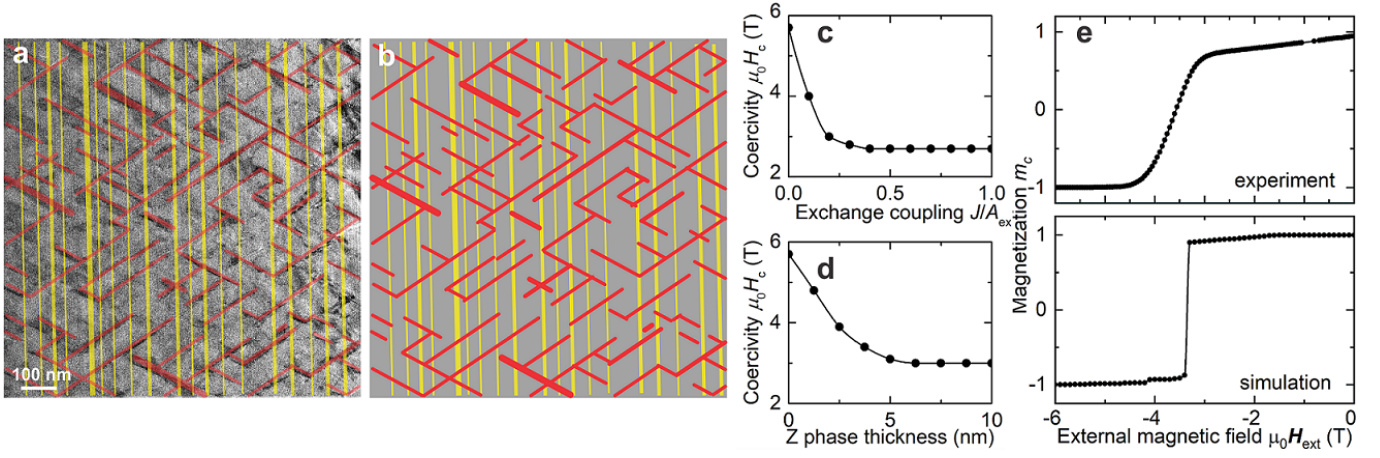 a
100 nm
b
c
Coercivity μ₀Hc (T)
6
4
2
0.0
0.5
1.0
Exchange coupling J/Aex
d
Coercivity μ₀Hc (T)
6
4
2
0
5
10
Z phase thickness (nm)
e
Magnetization mc
1
0
-1
experiment
1
0
-1
simulation
-6
-4
-2
0
External magnetic field μ₀Hext (T)